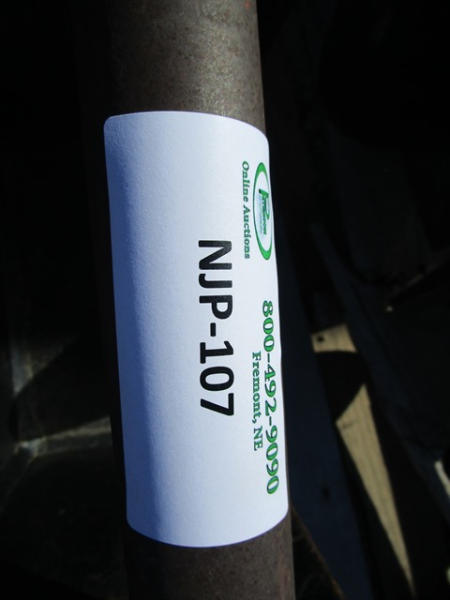 Online Auctions
800-492-9090
Fremont, NE
NJP-107